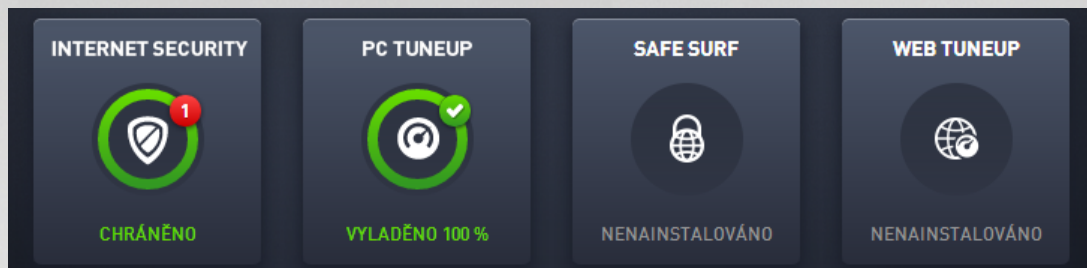 INTERNET SECURITY
1
CHRÁNĚNO
PC TUNEUP
VYLADĚNO 100 %
SAFE SURF
NENAINSTALOVÁNO
WEB TUNEUP
NENAINSTALOVÁNO